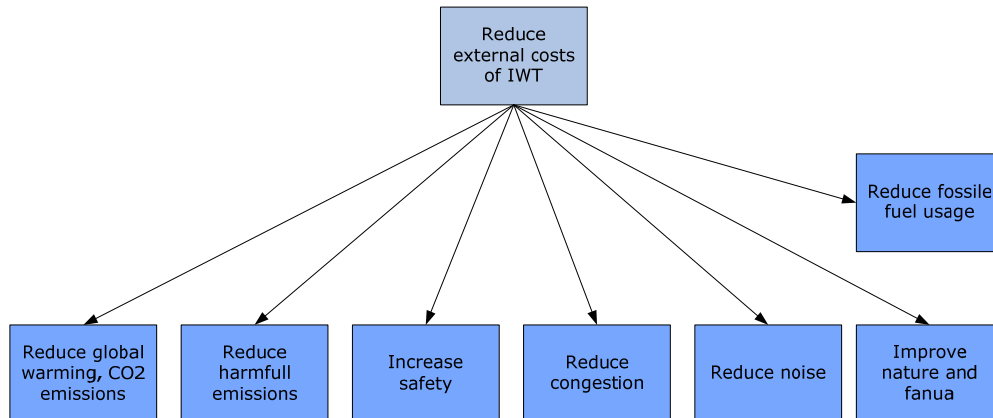 Reduce
external costs
of IWT
Reduce fossile
fuel usage
Reduce global
warming, CO2
emissions
Reduce
harmfull
emissions
Increase
safety
Reduce
congestion
Reduce noise
Improve
nature and
fanua